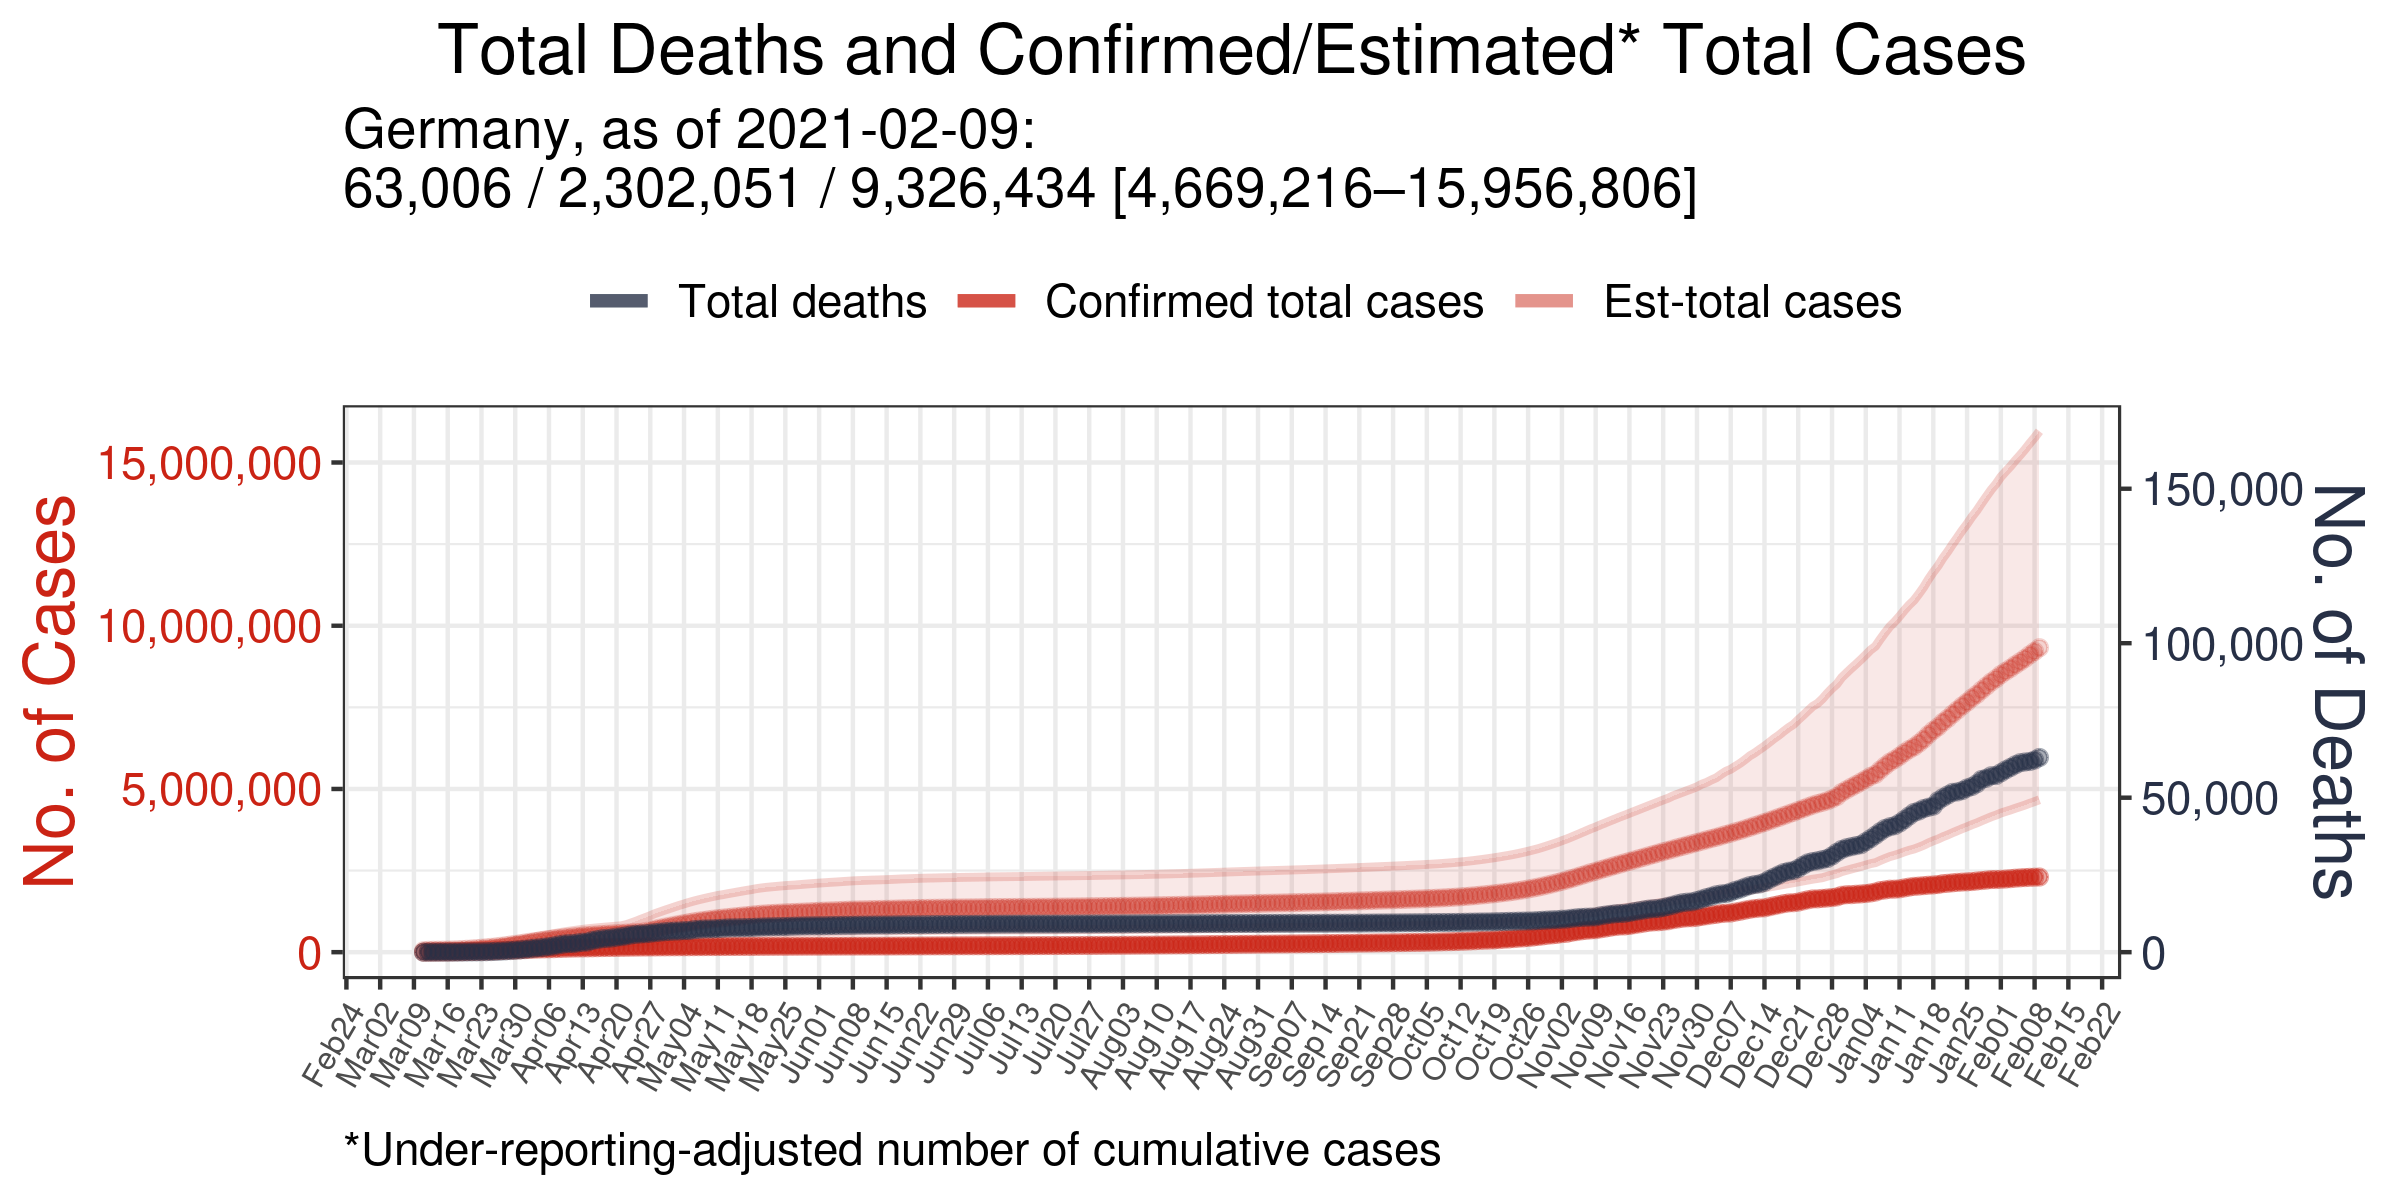 Total Deaths and Confirmed/Estimated* Total Cases
Germany, as of 2021-02-09:
63,006 / 2,302,051 / 9,326,434 [4,669,216–15,956,806]
Total deaths
Confirmed total cases
Est-total cases
No. of Cases
15,000,000
10,000,000
5,000,000
0
150,000
100,000
50,000
0
No. of Deaths
Feb24
Mar02
Mar09
Mar16
Mar23
Mar30
Apr06
Apr13
Apr20
Apr27
May04
May11
May18
May25
Jun01
Jun08
Jun15
Jun22
Jun29
Jul06
Jul13
Jul20
Jul27
Aug03
Aug10
Aug17
Aug24
Aug31
Sep07
Sep14
Sep21
Sep28
Oct05
Oct12
Oct19
Oct26
Nov02
Nov09
Nov16
Nov23
Nov30
Dec07
Dec14
Dec21
Dec28
Jan04
Jan11
Jan18
Jan25
Feb01
Feb08
Feb15
Feb22
*Under-reporting-adjusted number of cumulative cases